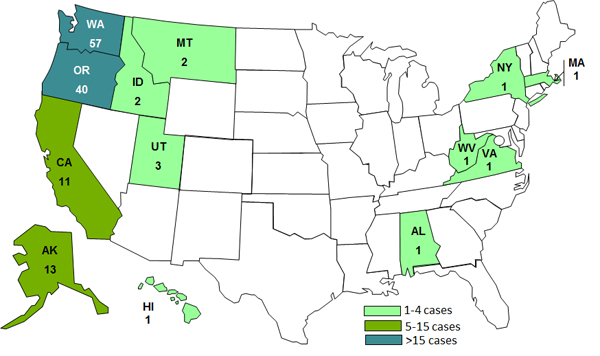 WA
57
OR
40
MT
2
ID
2
UT
3
CA
11
AK
13
HI
1
NY
1
MA
1
WV
1
VA
1
AL
1
1-4 cases
5-15 cases
>15 cases